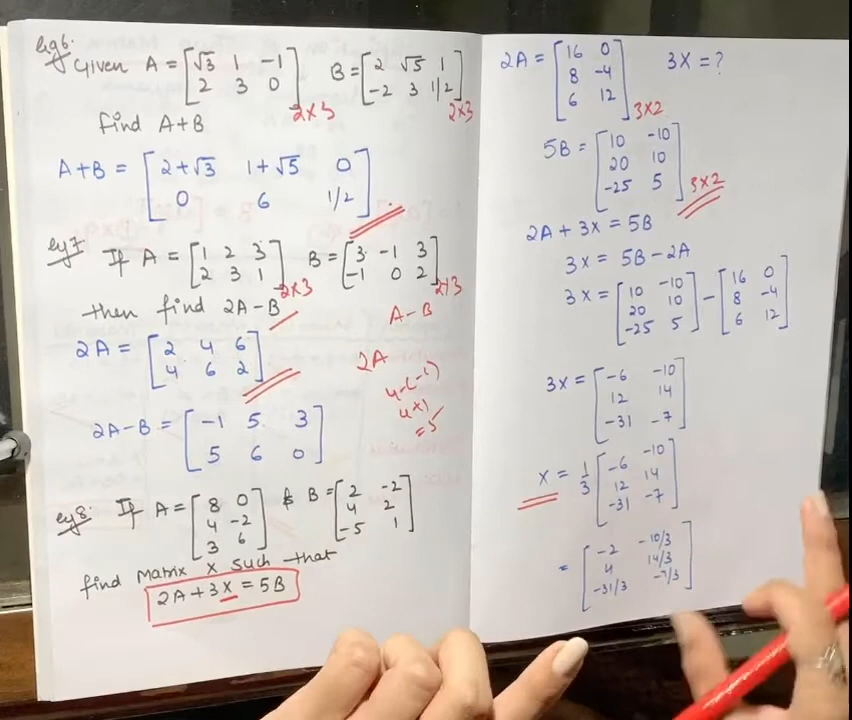 eg6. Given A = [√3 1 -1 B = [2 √5 1
2 3 0]2×3 -2 3 1/2]2×3
find A+B
A+B = [2+√3 1+√5 0
0 6 1/2]
eg7 If A = [1 2 3 B = [3 -1 3
2 3 1]2×3 -1 0 2]2×3
then find 2A-B
A-B
2A = [2 4 6
4 6 2]
2A
4-(-1)
4+1
=5
2A-B = [-1 5 3
5 6 0]
eg8. If A = [8 0 & B = [2 -2
4 -2 4 2
3 6] -5 1]
find Matrix X such that
2A+3X = 5B
2A = [16 0 3X = ?
8 -4
6 12]3×2
5B = [10 -10
20 10
-25 5]3×2
2A + 3X = 5B
3X = 5B - 2A
3X = [10 -10 - [16 0
20 10 8 -4
-25 5] 6 12]
3X = [-6 -10
12 14
-31 -7]
X = 1/3 [-6 -10
12 14
-31 -7]
= [-2 -10/3
4 14/3
-31/3 -7/3]